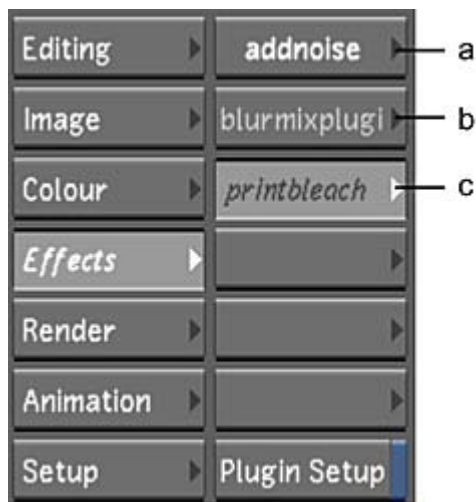 Editing
addnoise
a
Image
blurmixplugi
b
Colour
printbleach
c
Effects
Render
Animation
Setup
Plugin Setup